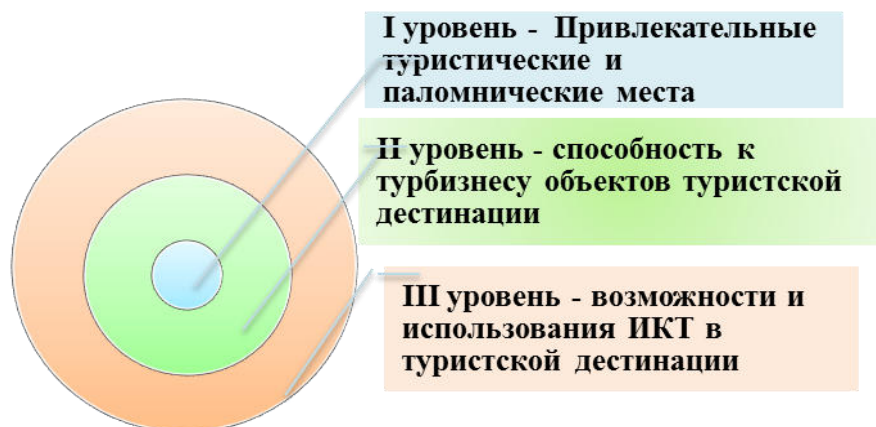 I уровень - Привлекательные
туристические и
паломнические места
II уровень - способность к
турбизнесу объектов туристской
дестинации
III уровень - возможности и
использования ИКТ в
туристской дестинации